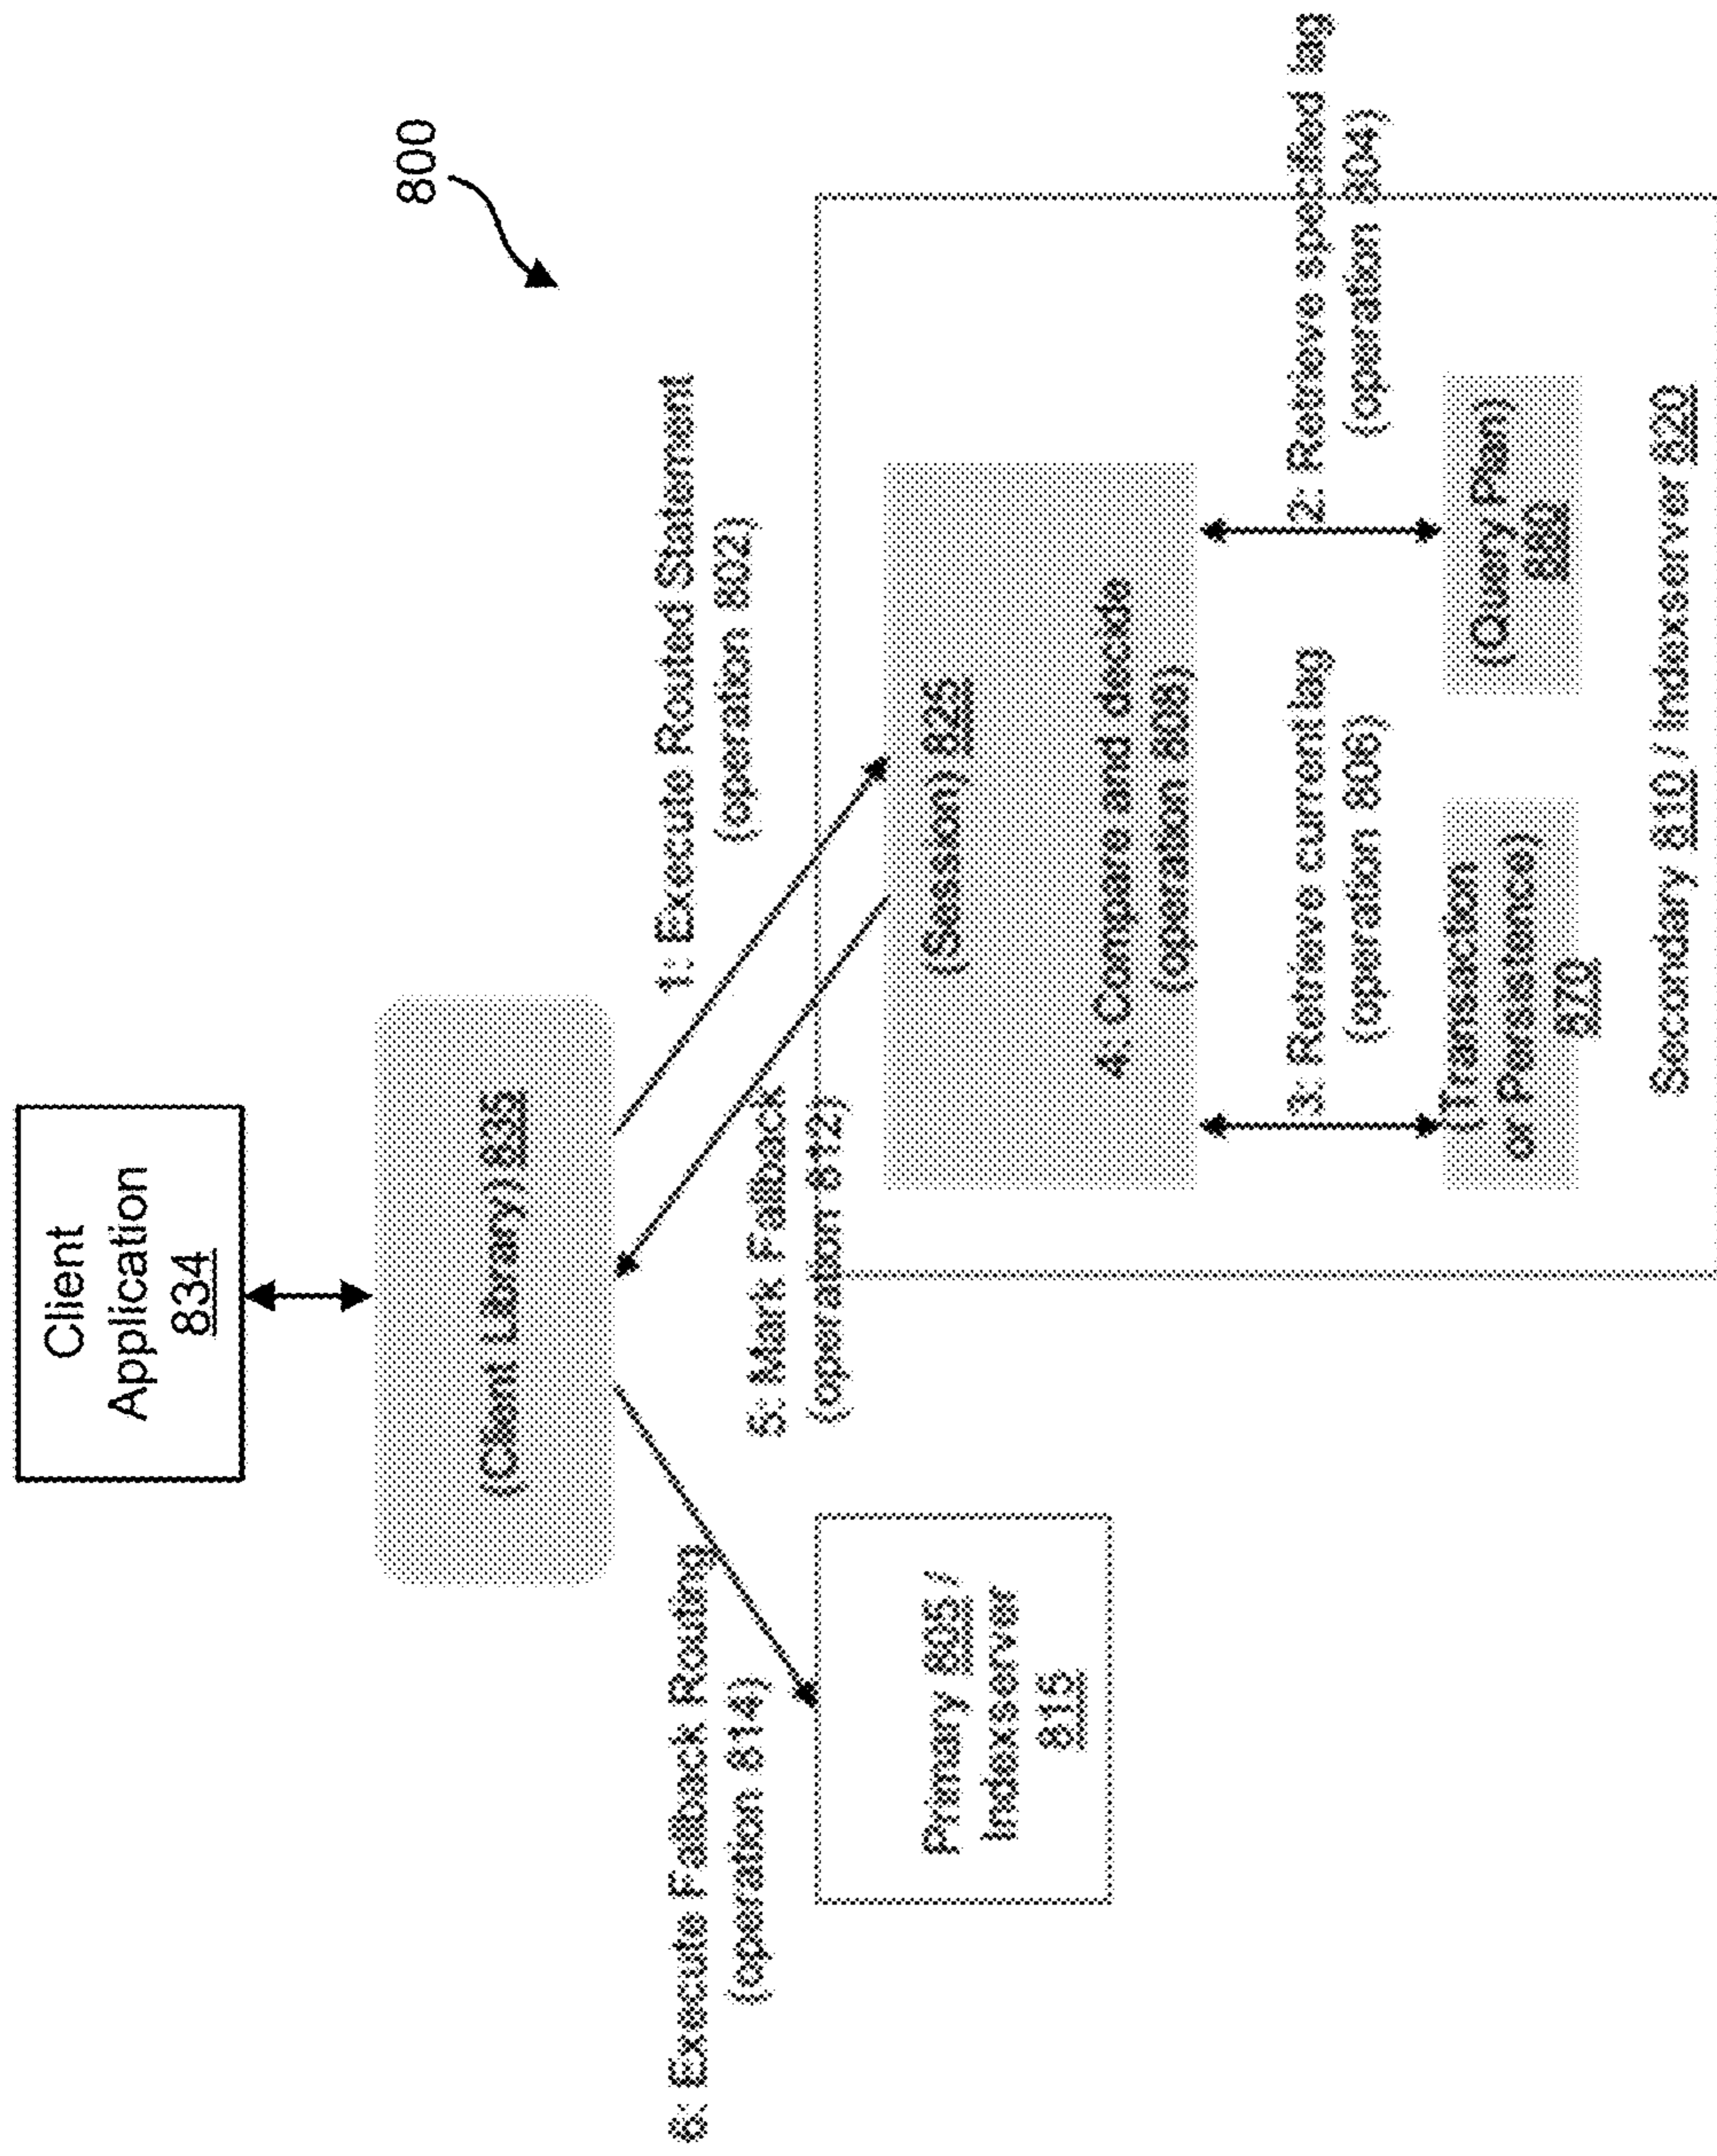 800
Client
Application
834
(Client Library) 835
1: Execute Routed Statement
(operation 802)
5: Mark Fallback
(operation 812)
6: Execute Fallback Routing
(operation 814)
Primary 805 /
Indexserver
815
(Session) 825
4: Compare and decide
(operation 808)
3: Retrieve current lag
(operation 806)
2: Retrieve specified lag
(operation 804)
(Transaction
or Persistence)
870
(Query Plan)
880
Secondary 810 / Indexserver 820